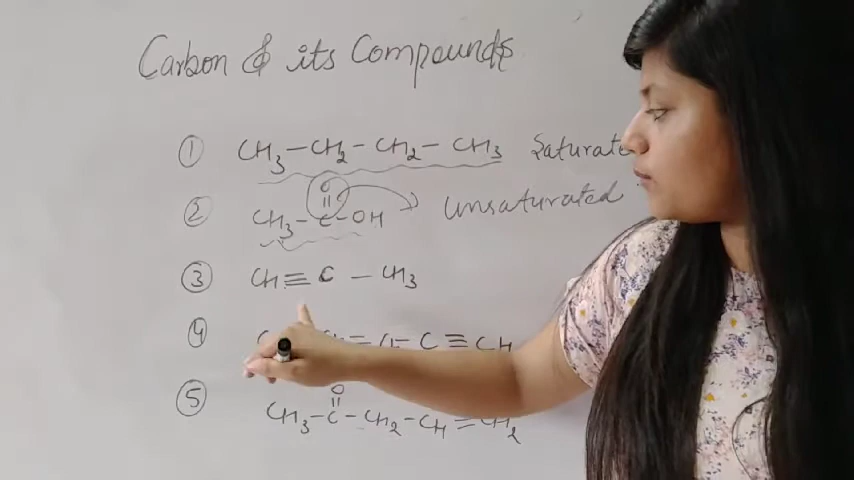 Carbon & its Compounds
① CH3-CH2-CH2-CH3
② CH3-C(=O)-OH Unsaturated
③ CH≡C-CH3
④ C≡CH
⑤ CH3-C(=O)-CH2-CH=CH2